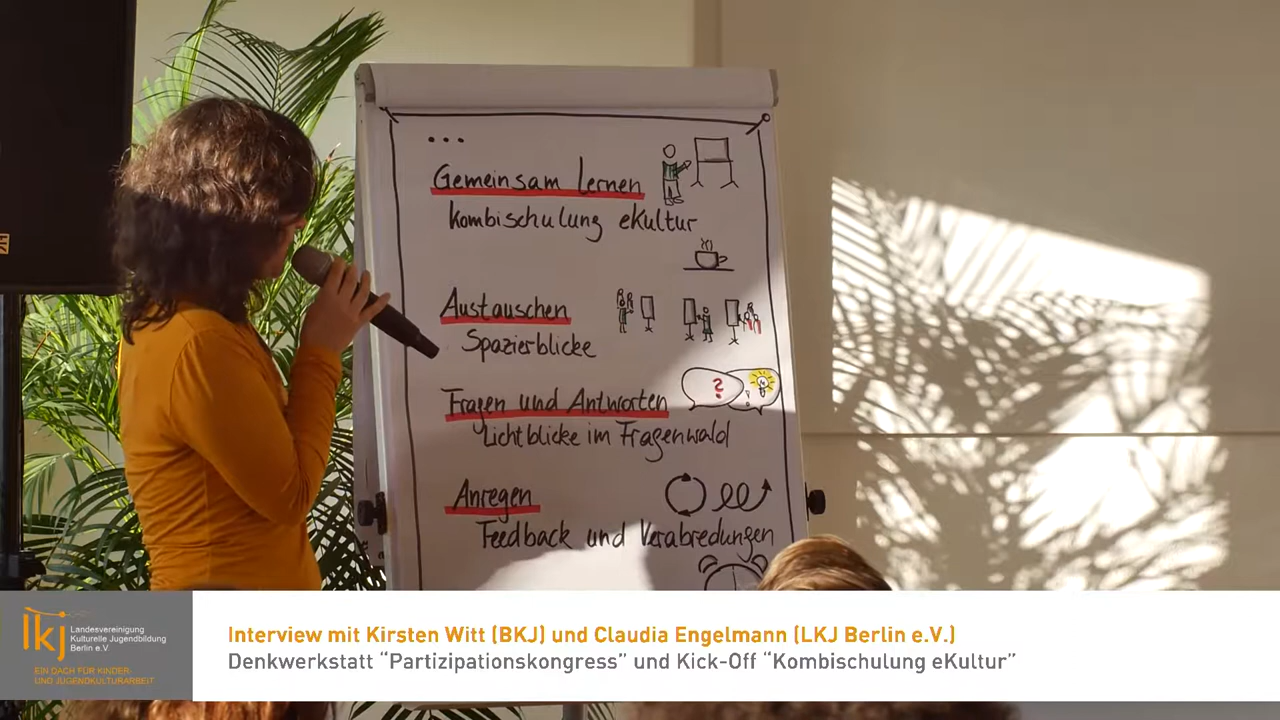 ...
Gemeinsam Lernen
Kombischulung eKultur
Austauschen
Spazierblicke
Fragen und Antworten
?
Lichtblicke im Fragenwald
Anregen
Feedback und Verabredungen
lkj
Landesvereinigung
Kulturelle Jugendbildung
Berlin e.V.
EIN DACH FÜR KINDER-
UND JUGENDKULTURARBEIT
Interview mit Kirsten Witt (BKJ) und Claudia Engelmann (LKJ Berlin e.V.)
Denkwerkstatt “Partizipationskongress” und Kick-Off “Kombischulung eKultur”